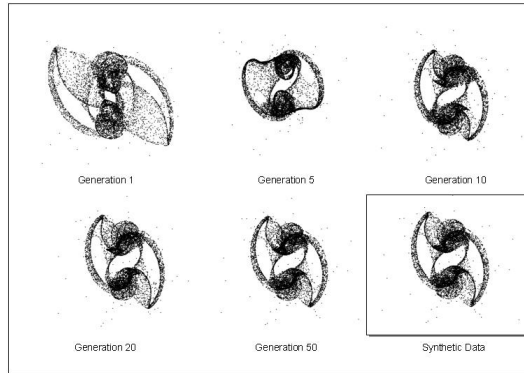 Generation 1
Generation 5
Generation 10
Generation 20
Generation 50
Synthetic Data